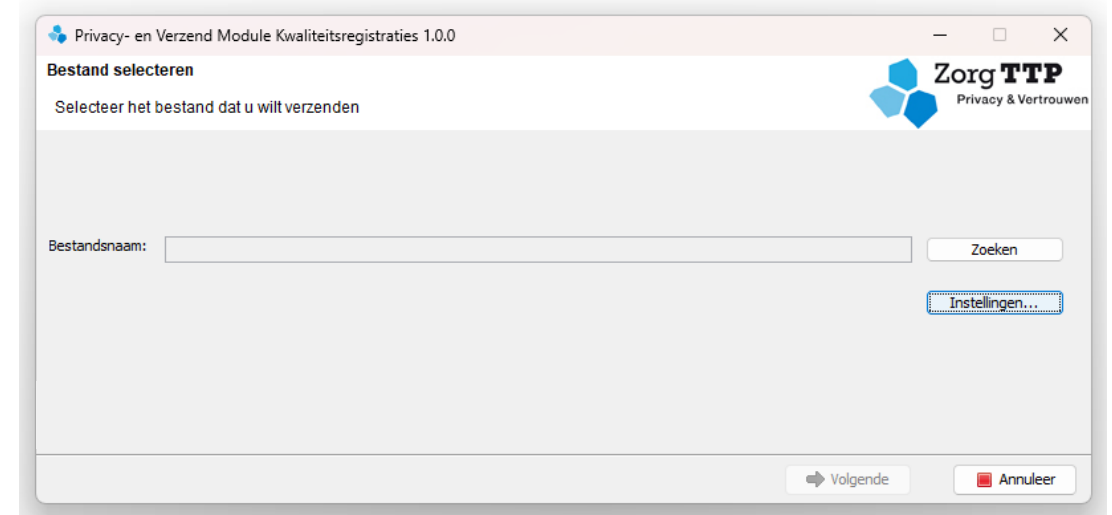 Privacy- en Verzend Module Kwaliteitsregistraties 1.0.0
Bestand selecteren
Selecteer het bestand dat u wilt verzenden
Zorg TTP
Privacy & Vertrouwen
Bestandsnaam:
Zoeken
Instellingen...
Volgende
Annuleer